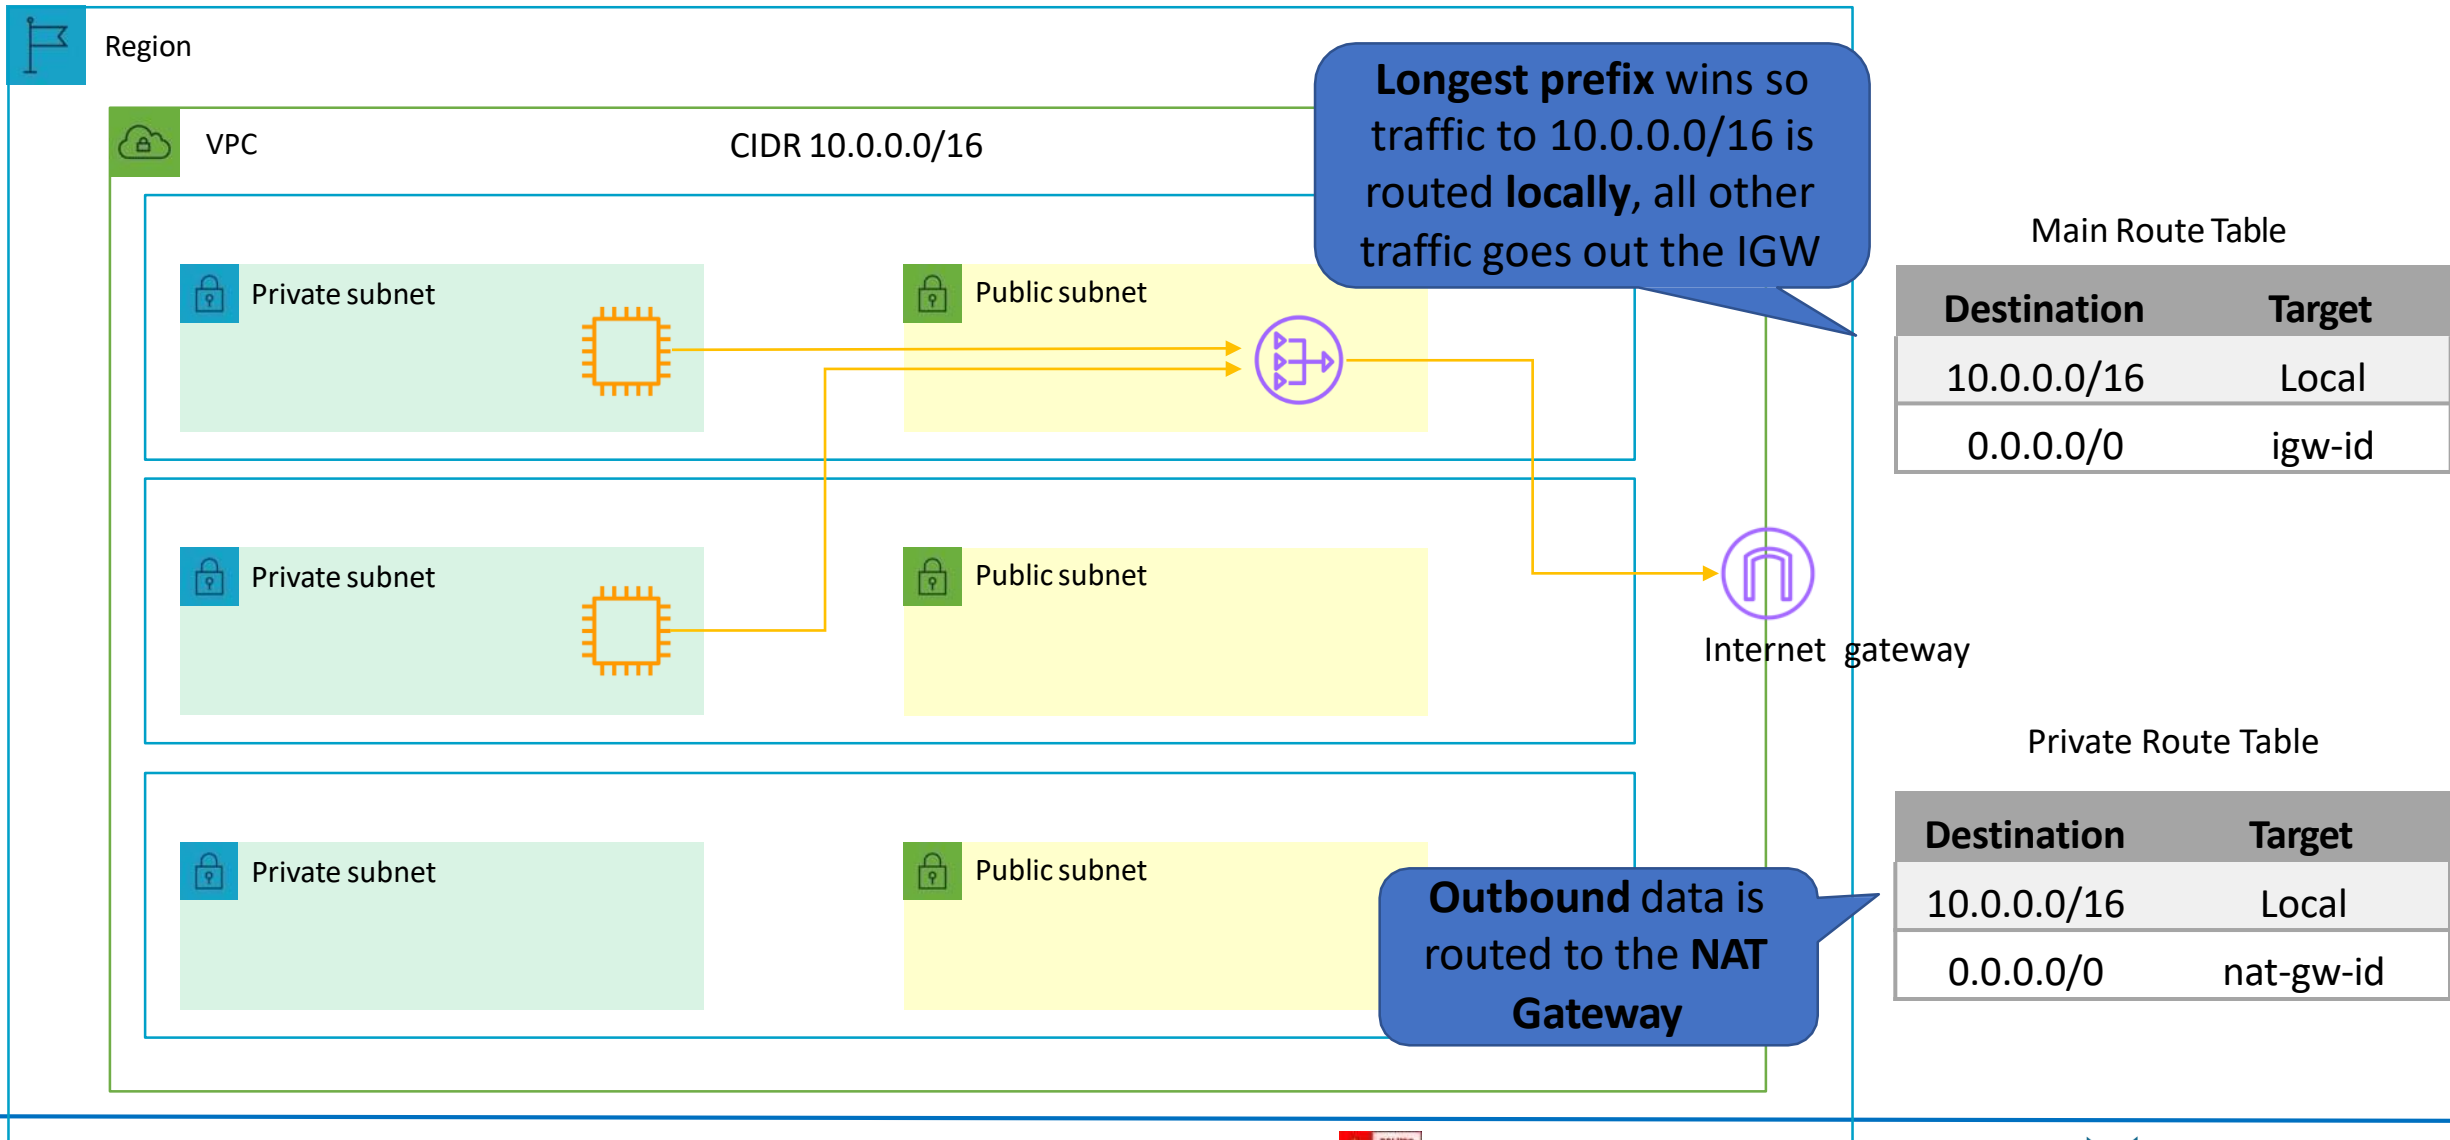 Region
VPC
CIDR 10.0.0.0/16
Longest prefix wins so
traffic to 10.0.0.0/16 is
routed locally, all other
traffic goes out the IGW
Private subnet
Public subnet
Private subnet
Public subnet
Private subnet
Public subnet
Internet gateway
Outbound data is
routed to the NAT
Gateway
Main Route Table
Destination Target
10.0.0.0/16 Local
0.0.0.0/0 igw-id
Private Route Table
Destination Target
10.0.0.0/16 Local
0.0.0.0/0 nat-gw-id